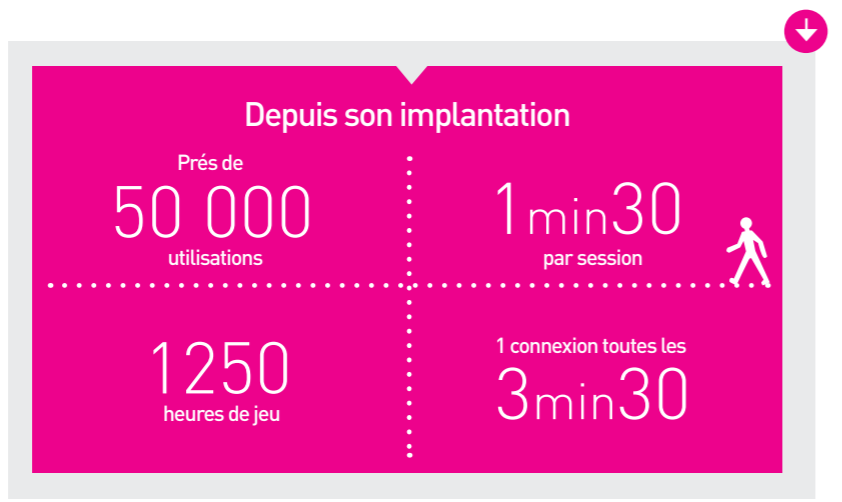 Depuis son implantation
Prés de
50 000
utilisations
1min30
par session
1250
heures de jeu
1 connexion toutes les
3min30